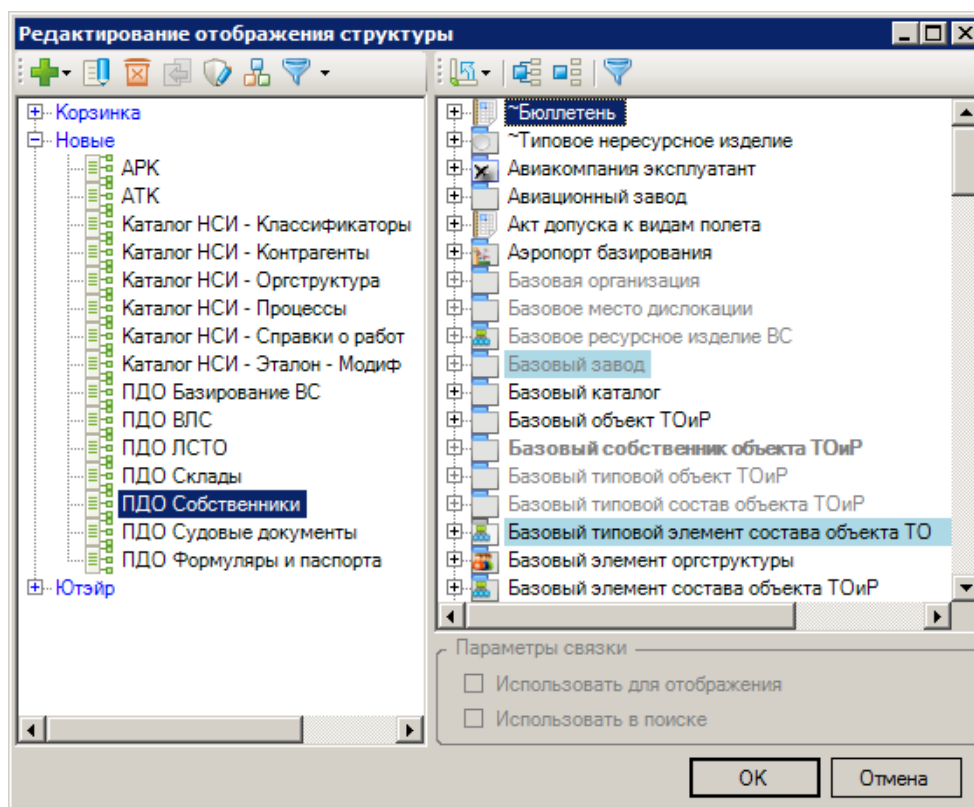 Редактирование отображения структуры
Корзинка
Новые
АРК
АТК
Каталог НСИ - Классификаторы
Каталог НСИ - Контрагенты
Каталог НСИ - Оргструктура
Каталог НСИ - Процессы
Каталог НСИ - Справки о работ
Каталог НСИ - Эталон - Модиф
ПДО Базирование ВС
ПДО ВЛС
ПДО ЛСТО
ПДО Склады
ПДО Собственники
ПДО Судовые документы
ПДО Формуляры и паспорта
Ютэйр
~Бюллетень
~Типовое нересурсное изделие
Авиакомпания эксплуатант
Авиационный завод
Акт допуска к видам полета
Аэропорт базирования
Базовая организация
Базовое место дислокации
Базовое ресурсное изделие ВС
Базовый завод
Базовый каталог
Базовый объект ТОиР
Базовый собственник объекта ТОиР
Базовый типовой объект ТОиР
Базовый типовой состав объекта ТОиР
Базовый типовой элемент состава объекта ТО
Базовый элемент оргструктуры
Базовый элемент состава объекта ТОиР
Параметры связки
Использовать для отображения
Использовать в поиске
ОК
Отмена